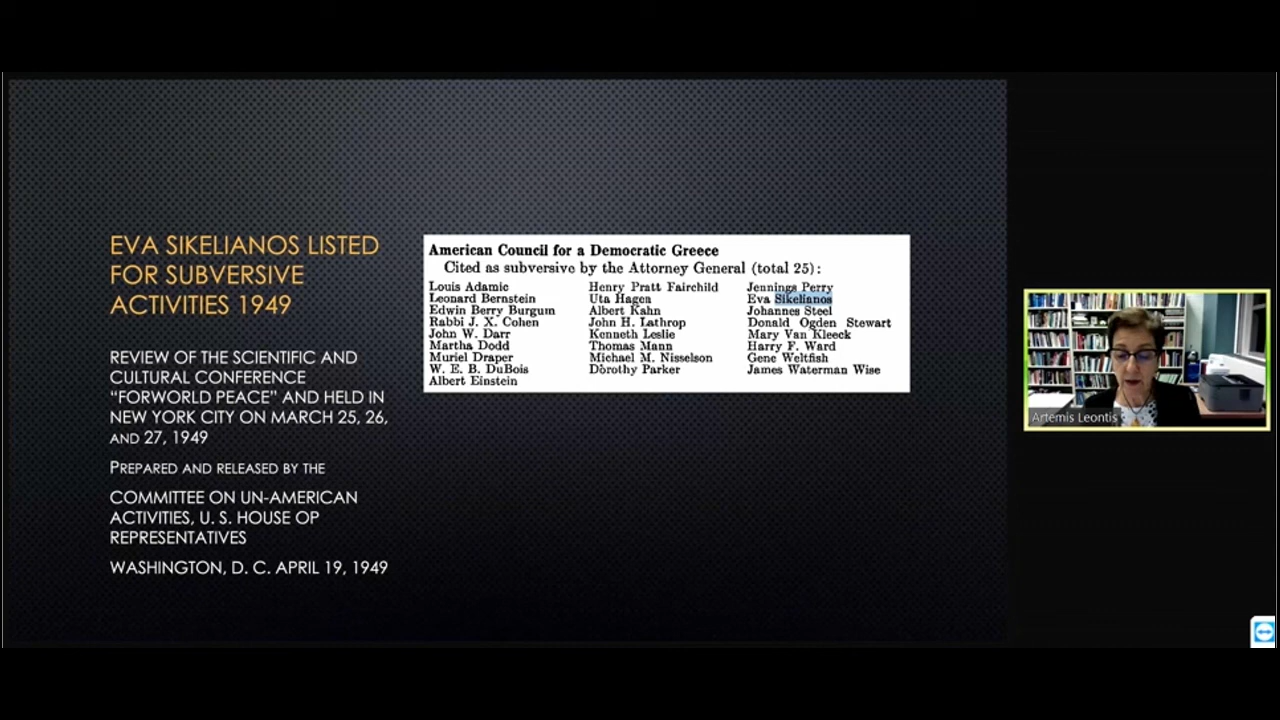 EVA SIKELIANOS LISTED
FOR SUBVERSIVE
ACTIVITIES 1949
REVIEW OF THE SCIENTIFIC AND
CULTURAL CONFERENCE
“FORWORLD PEACE” AND HELD IN
NEW YORK CITY ON MARCH 25, 26,
AND 27, 1949
PREPARED AND RELEASED BY THE
COMMITTEE ON UN-AMERICAN
ACTIVITIES, U. S. HOUSE OP
REPRESENTATIVES
WASHINGTON, D. C. APRIL 19, 1949
American Council for a Democratic Greece
Cited as subversive by the Attorney General (total 25):
Louis Adamic
Leonard Bernstein
Edwin Berry Burgum
Rabbi J. X. Cohen
John W. Darr
Martha Dodd
Muriel Draper
W. E. B. DuBois
Albert Einstein
Henry Pratt Fairchild
Uta Hagen
Albert Kahn
John H. Lathrop
Kenneth Leslie
Thomas Mann
Michael M. Nisselson
Dorothy Parker
Jennings Perry
Eva Sikelianos
Johannes Steel
Donald Ogden Stewart
Mary Van Kleeck
Harry F. Ward
Gene Weltfish
James Waterman Wise
Artemis Leontis